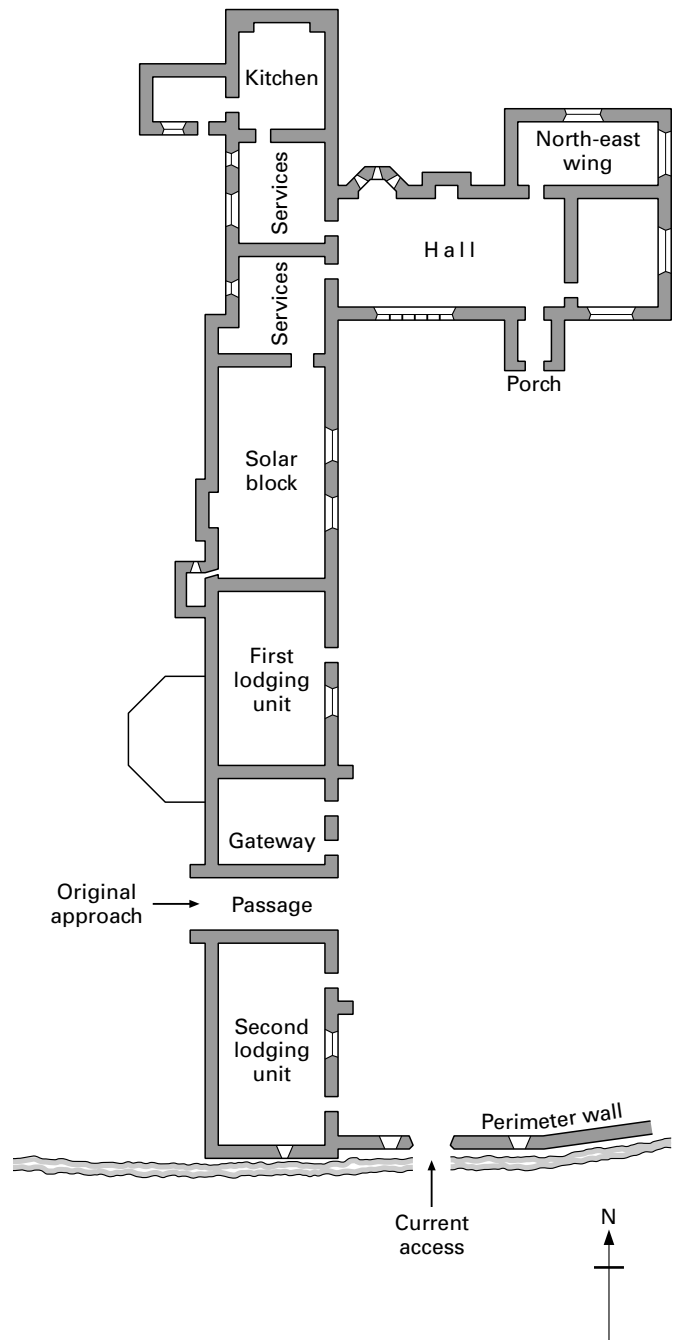 Kitchen
North-east
wing
Services
Hall
Services
Porch
Solar
block
First
lodging
unit
Gateway
Original
approach
Passage
Second
lodging
unit
Perimeter wall
Current
access
N